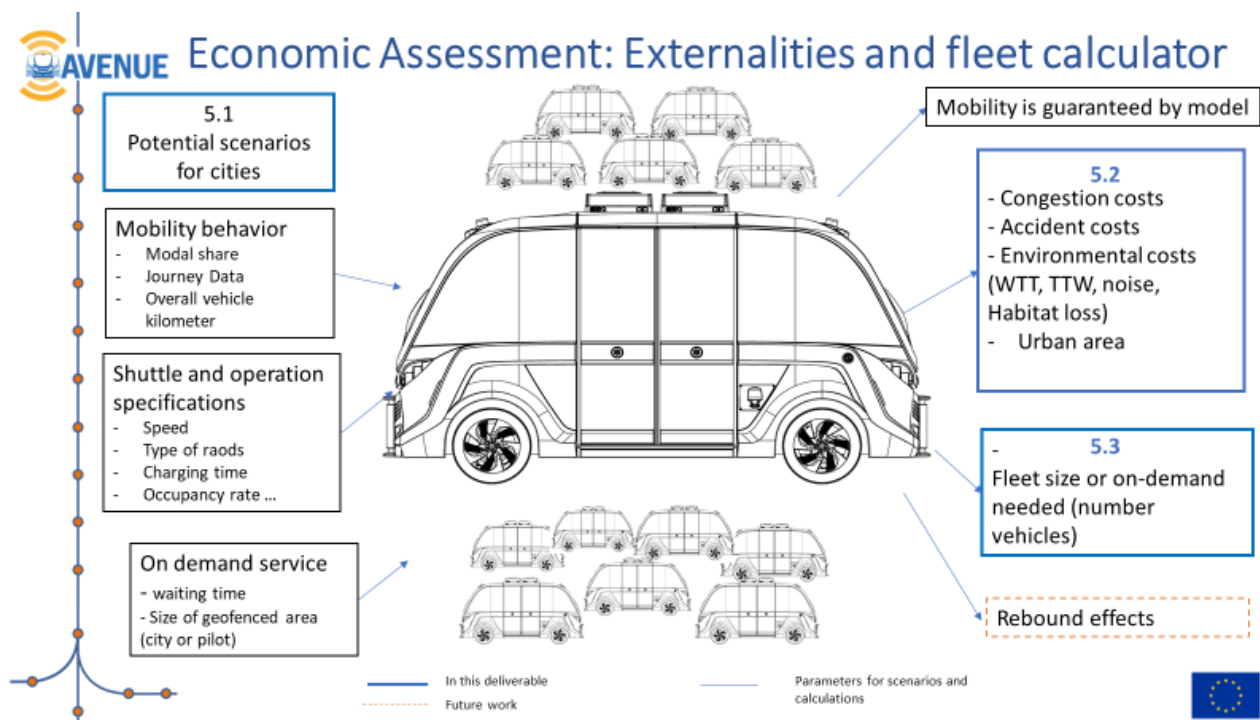 AVENUE
Economic Assessment: Externalities and fleet calculator
5.1
Potential scenarios
for cities
Mobility behavior
- Modal share
- Journey Data
- Overall vehicle
kilometer
Shuttle and operation
specifications
- Speed
- Type of raods
- Charging time
- Occupancy rate ...
On demand service
- waiting time
- Size of geofenced area
(city or pilot)
Mobility is guaranteed by model
5.2
- Congestion costs
- Accident costs
- Environmental costs
(WTT, TTW, noise,
Habitat loss)
- Urban area
- 5.3
Fleet size or on-demand
needed (number
vehicles)
Rebound effects
In this deliverable
Future work
Parameters for scenarios and
calculations